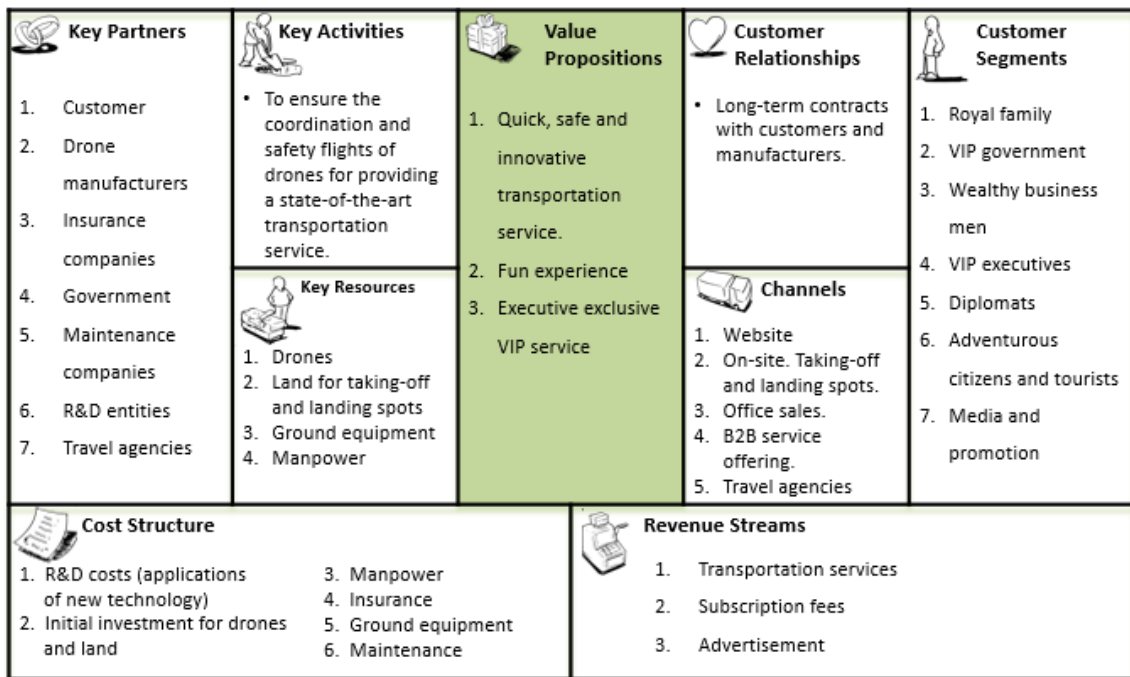 Key Partners
1. Customer
2. Drone
manufacturers
3. Insurance
companies
4. Government
5. Maintenance
companies
6. R&D entities
7. Travel agencies
Key Activities
• To ensure the
coordination and
safety flights of
drones for providing
a state-of-the-art
transportation
service.
Key Resources
1. Drones
2. Land for taking-off
and landing spots
3. Ground equipment
4. Manpower
Value
Propositions
1. Quick, safe and
innovative
transportation
service.
2. Fun experience
3. Executive exclusive
VIP service
Customer
Relationships
• Long-term contracts
with customers and
manufacturers.
Channels
1. Website
2. On-site. Taking-off
and landing spots.
3. Office sales.
4. B2B service
offering.
5. Travel agencies
Customer
Segments
1. Royal family
2. VIP government
3. Wealthy business
men
4. VIP executives
5. Diplomats
6. Adventurous
citizens and tourists
7. Media and
promotion
Cost Structure
1. R&D costs (applications
of new technology)
2. Initial investment for drones
and land
3. Manpower
4. Insurance
5. Ground equipment
6. Maintenance
Revenue Streams
1. Transportation services
2. Subscription fees
3. Advertisement